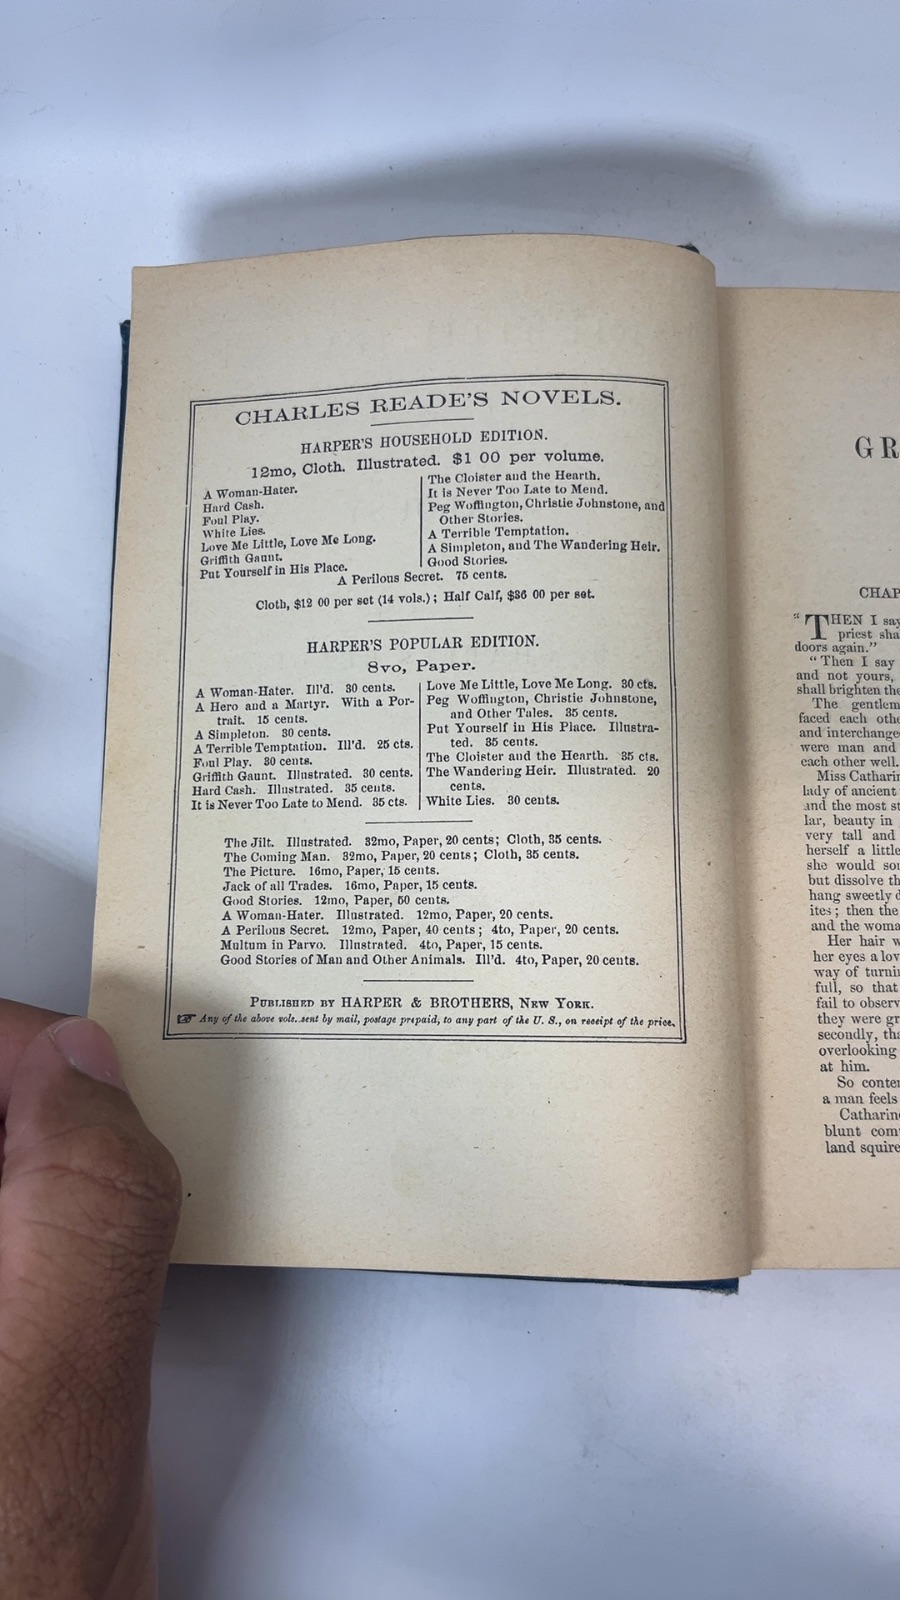 CHARLES READE'S NOVELS.
HARPER'S HOUSEHOLD EDITION.
12mo, Cloth. Illustrated. $1 00 per volume.
A Woman-Hater.
Hard Cash.
Foul Play.
White Lies.
Love Me Little, Love Me Long.
Griffith Gaunt.
Put Yourself in His Place.
The Cloister and the Hearth.
It is Never Too Late to Mend.
Peg Woffington, Christie Johnstone, and
Other Stories.
A Terrible Temptation.
A Simpleton, and The Wandering Heir.
Good Stories.
A Perilous Secret. 75 cents.
Cloth, $12 00 per set (14 vols.); Half Calf, $36 00 per set.
HARPER'S POPULAR EDITION.
8vo, Paper.
A Woman-Hater. Ill'd. 30 cents.
A Hero and a Martyr. With a Por-
trait. 15 cents.
A Simpleton. 30 cents.
A Terrible Temptation. Ill'd. 25 cts.
Foul Play. 30 cents.
Griffith Gaunt. Illustrated. 30 cents.
Hard Cash. Illustrated. 35 cents.
It is Never Too Late to Mend. 35 cts.
Love Me Little, Love Me Long. 30 cts.
Peg Woffington, Christie Johnstone,
and Other Tales. 35 cents.
Put Yourself in His Place. Illustra-
ted. 35 cents.
The Cloister and the Hearth. 35 cts.
The Wandering Heir. Illustrated. 20
cents.
White Lies. 30 cents.
The Jilt. Illustrated. 32mo, Paper, 20 cents; Cloth, 35 cents.
The Coming Man. 32mo, Paper, 20 cents; Cloth, 35 cents.
The Picture. 16mo, Paper, 15 cents.
Jack of all Trades. 16mo, Paper, 15 cents.
Good Stories. 12mo, Paper, 50 cents.
A Woman-Hater. Illustrated. 12mo, Paper, 20 cents.
A Perilous Secret. 12mo, Paper, 40 cents; 4to, Paper, 20 cents.
Multum in Parvo. Illustrated. 4to, Paper, 15 cents.
Good Stories of Man and Other Animals. Ill'd. 4to, Paper, 20 cents.
PUBLISHED BY HARPER & BROTHERS, NEW YORK.
☞ Any of the above vols. sent by mail, postage prepaid, to any part of the U. S., on receipt of the price.
GR
CHAP
"THEN I say
priest sha
doors again."
"Then I say
and not yours,
shall brighten the
The gentlem
faced each othe
and interchange
were man and
each other well.
Miss Catharin
lady of ancient
and the most st
lar, beauty in
very tall and
herself a little
she would som
but dissolve th
hang sweetly d
ites; then the
and the woma
Her hair w
her eyes a lov
way of turnin
full, so that
fail to observ
they were gr
secondly, tha
overlooking
at him.
So conten
a man feels
Catharine
blunt com
land squire